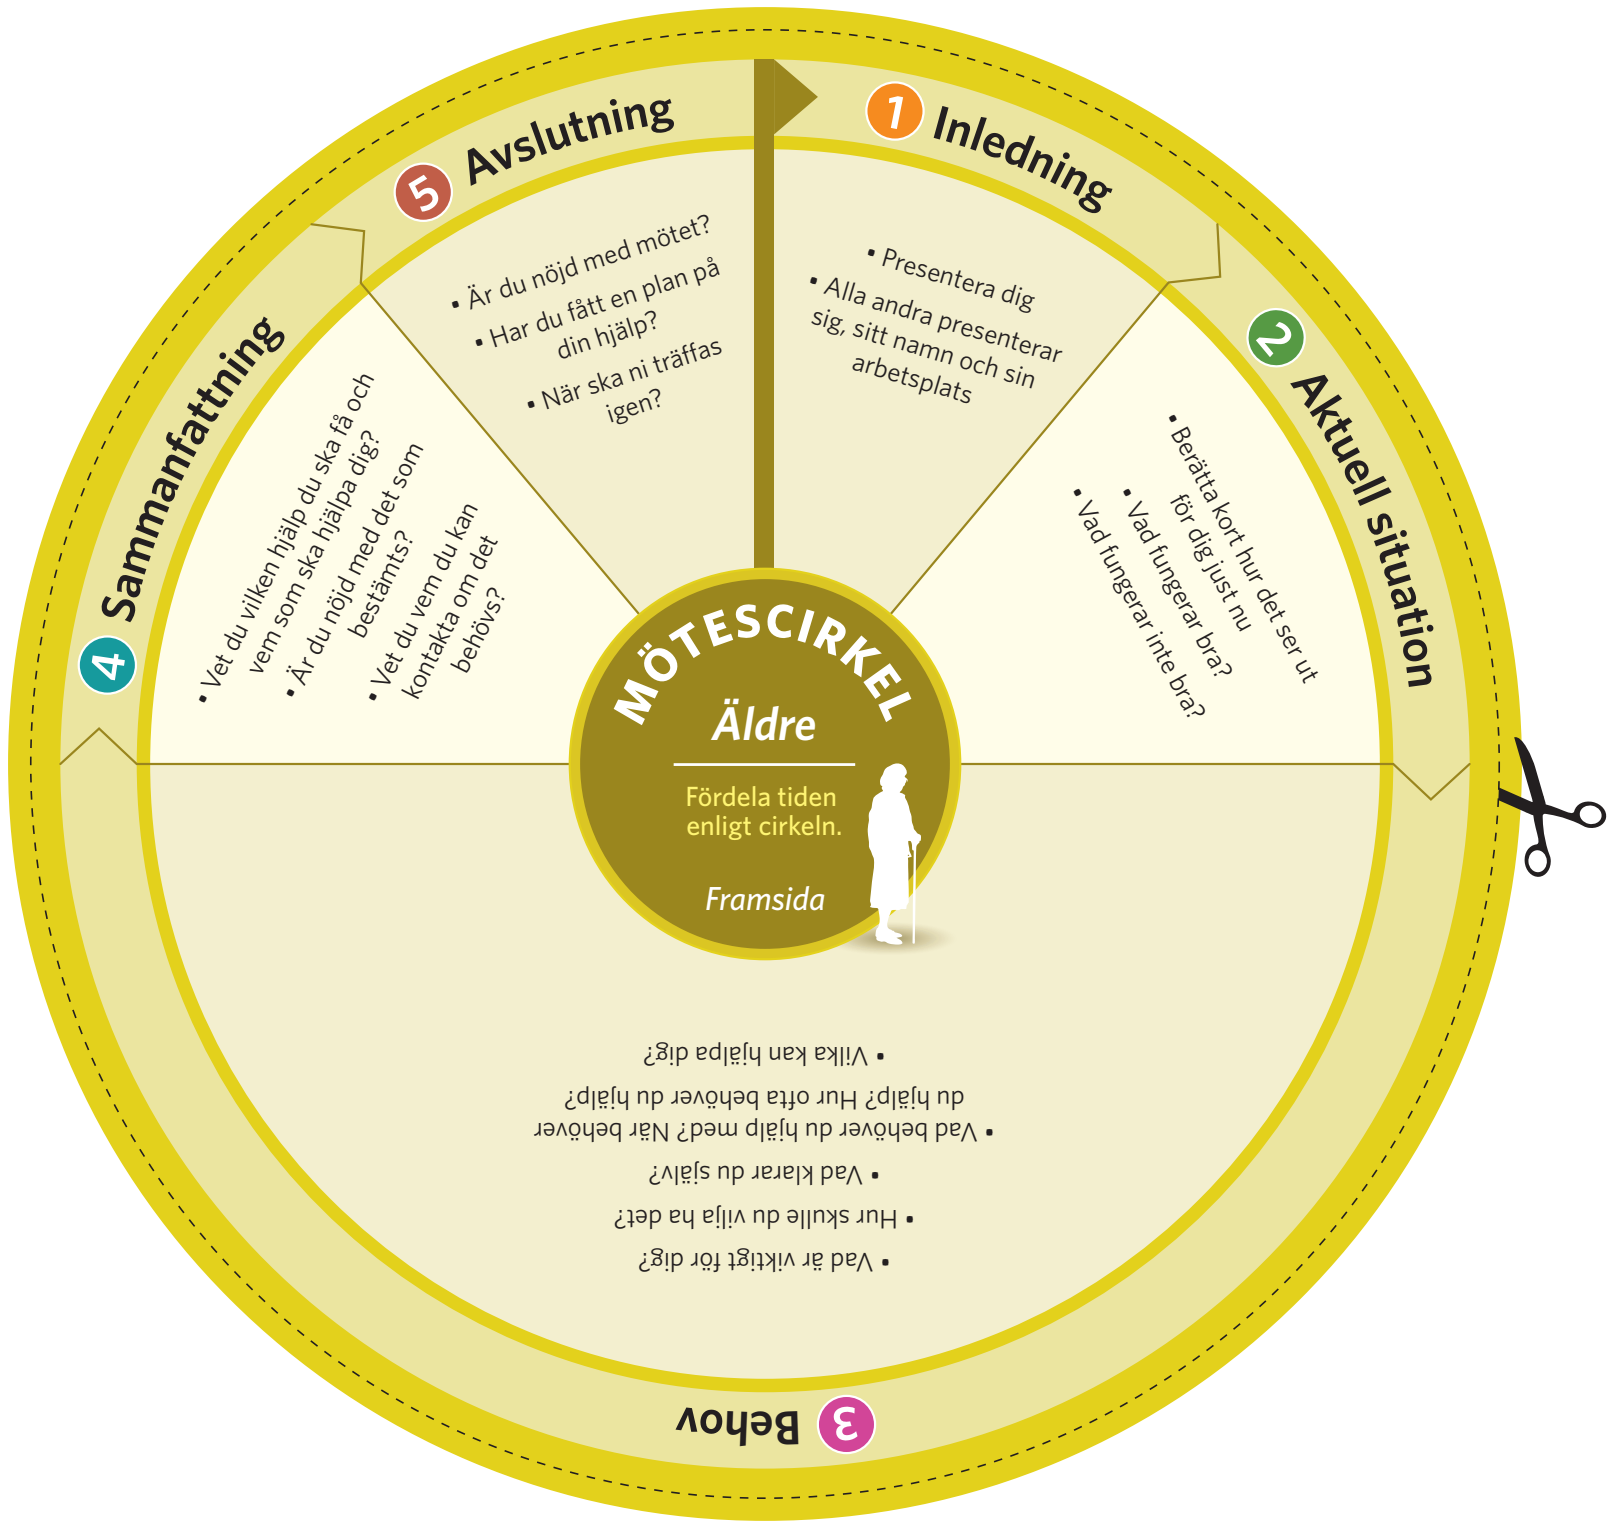 MÖTESCIRKEL
Äldre
Fördela tiden
enligt cirkeln.
Framsida
1 Inledning
• Presentera dig
• Alla andra presenterar
sig, sitt namn och sin
arbetsplats
2 Aktuell situation
• Berätta kort hur det ser ut
för dig just nu
• Vad fungerar bra?
• Vad fungerar inte bra?
3 Behov
• Vad är viktigt för dig?
• Hur skulle du vilja ha det?
• Vad klarar du själv?
• Vad behöver du hjälp med? När behöver
du hjälp? Hur ofta behöver du hjälp?
• Vilka kan hjälpa dig?
4 Sammanfattning
• Vet du vilken hjälp du ska få och
vem som ska hjälpa dig?
• Är du nöjd med det som
bestämts?
• Vet du vem du kan
kontakta om det
behövs?
5 Avslutning
• Är du nöjd med mötet?
• Har du fått en plan på
din hjälp?
• När ska ni träffas
igen?